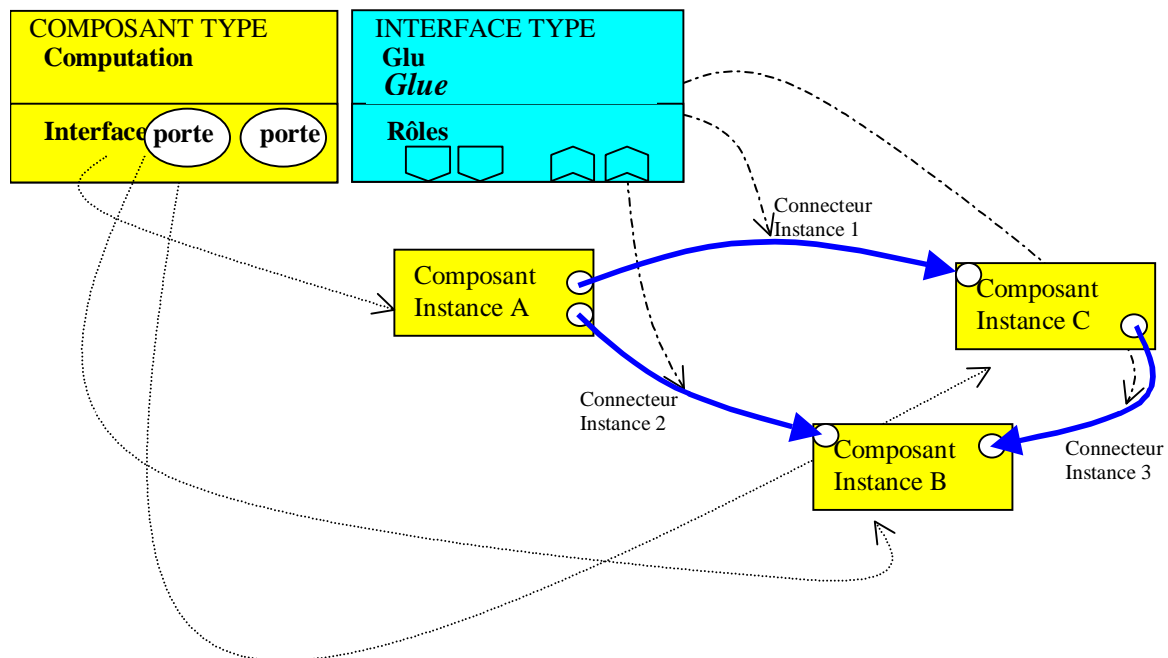 COMPOSANT TYPE
Computation
Interface
porte
porte
INTERFACE TYPE
Glu
Glue
Rôles
Connecteur
Instance 1
Composant
Instance A
Composant
Instance C
Connecteur
Instance 2
Composant
Instance B
Connecteur
Instance 3